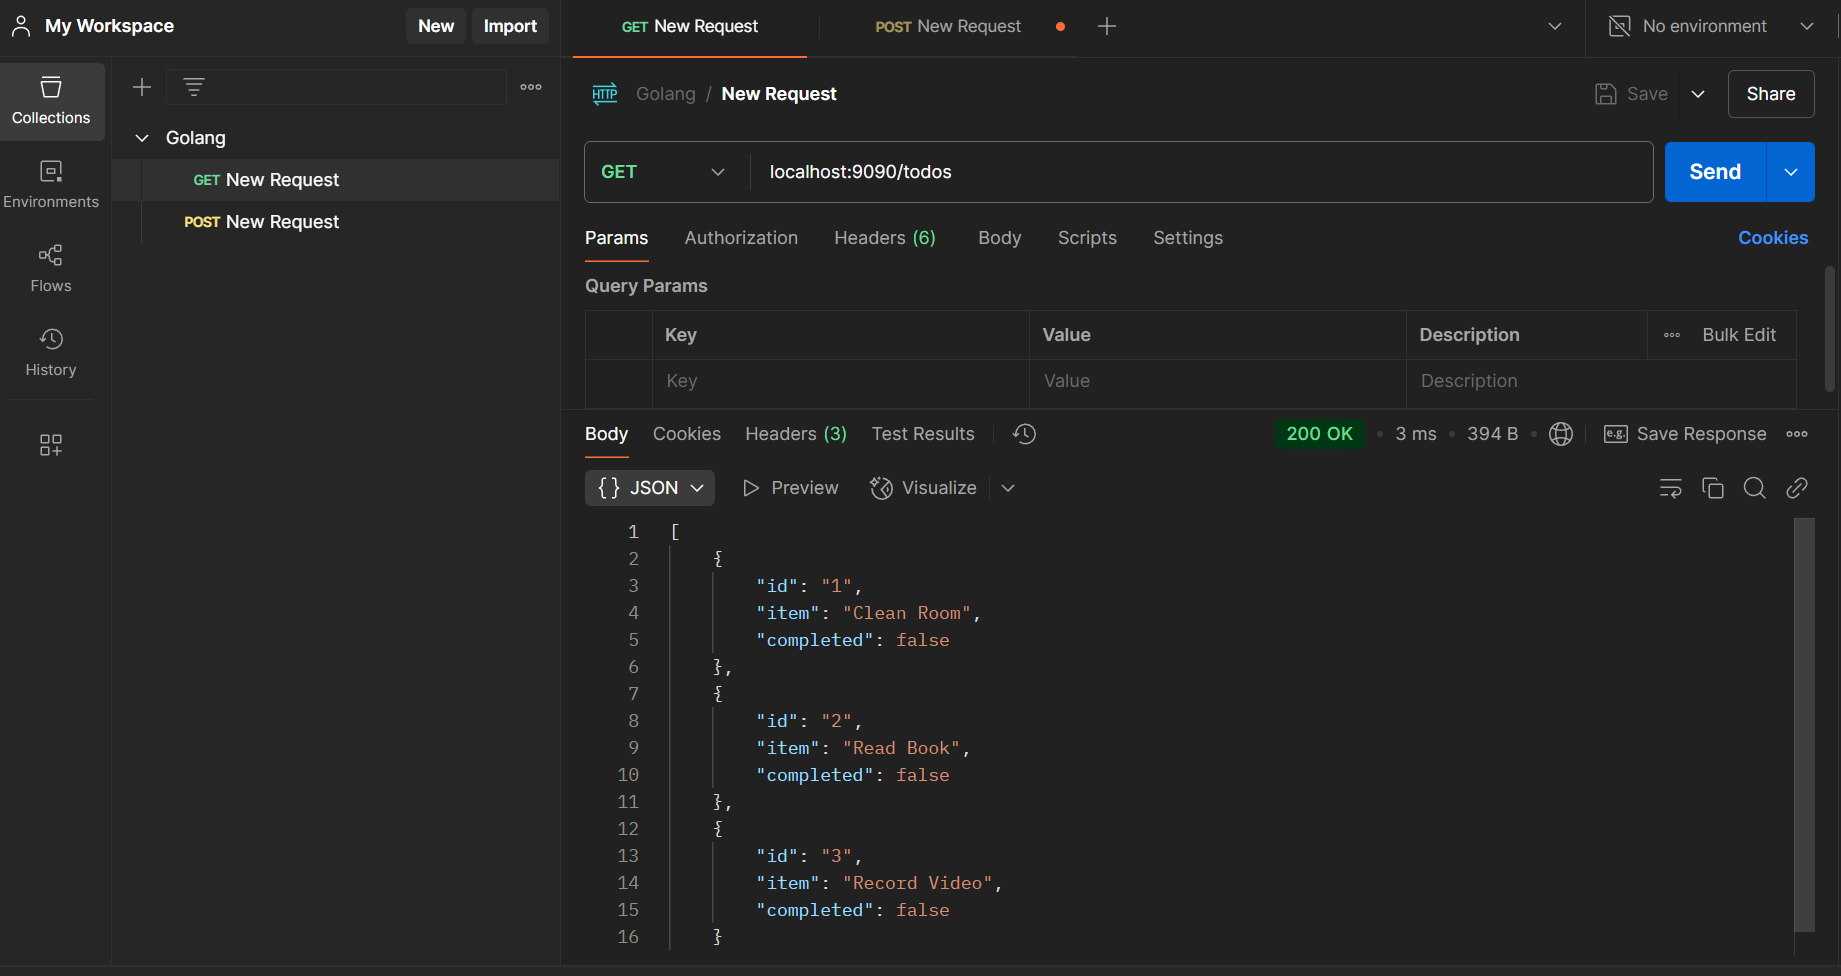 My Workspace
New
Import
GET New Request
POST New Request
No environment
Collections
Environments
Flows
History
Golang
GET New Request
POST New Request
HTTP
Golang / New Request
Save
Share
GET
localhost:9090/todos
Send
Params
Authorization
Headers (6)
Body
Scripts
Settings
Cookies
Query Params
Key
Value
Description
Bulk Edit
Key
Value
Description
Body
Cookies
Headers (3)
Test Results
200 OK
3 ms
394 B
e.g.
Save Response
{} JSON
Preview
Visualize
1 [
2 {
3 "id": "1",
4 "item": "Clean Room",
5 "completed": false
6 },
7 {
8 "id": "2",
9 "item": "Read Book",
10 "completed": false
11 },
12 {
13 "id": "3",
14 "item": "Record Video",
15 "completed": false
16 }